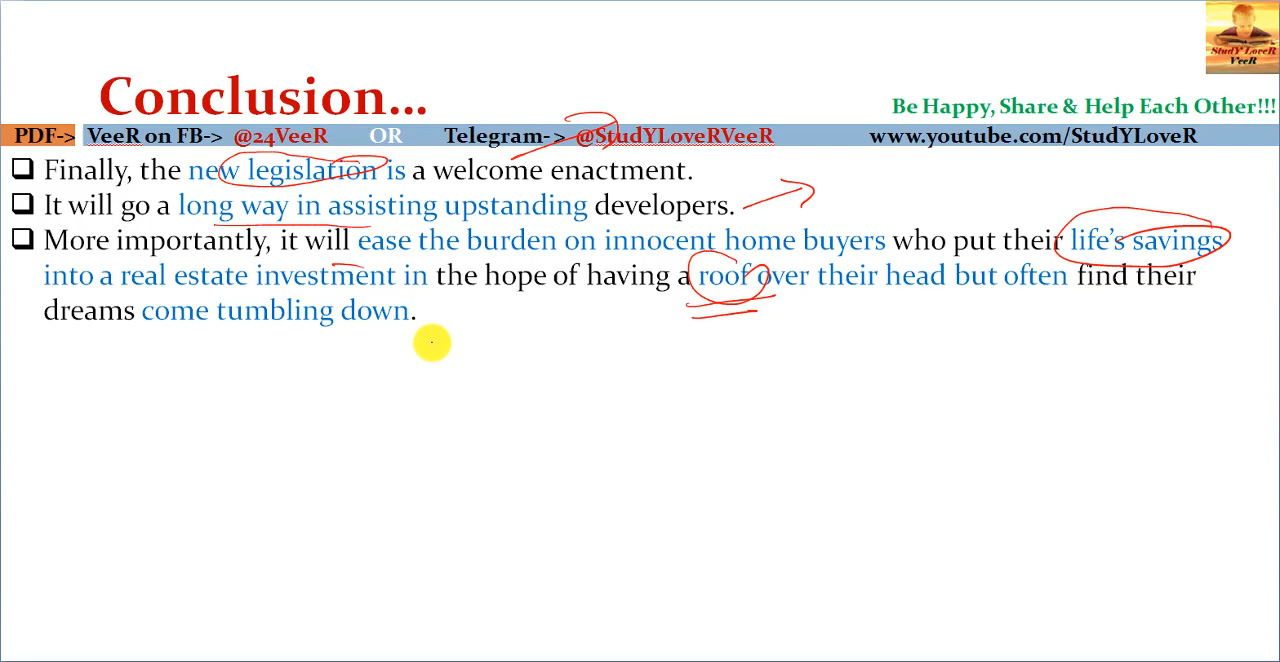 StudY LoveR
VeeR
Conclusion...
Be Happy, Share & Help Each Other!!!
PDF-> VeeR on FB-> @24VeeR OR Telegram-> @StudYLoveRVeeR www.youtube.com/StudYLoveR
❑ Finally, the new legislation is a welcome enactment.
❑ It will go a long way in assisting upstanding developers.
❑ More importantly, it will ease the burden on innocent home buyers who put their life's savings
into a real estate investment in the hope of having a roof over their head but often find their
dreams come tumbling down.